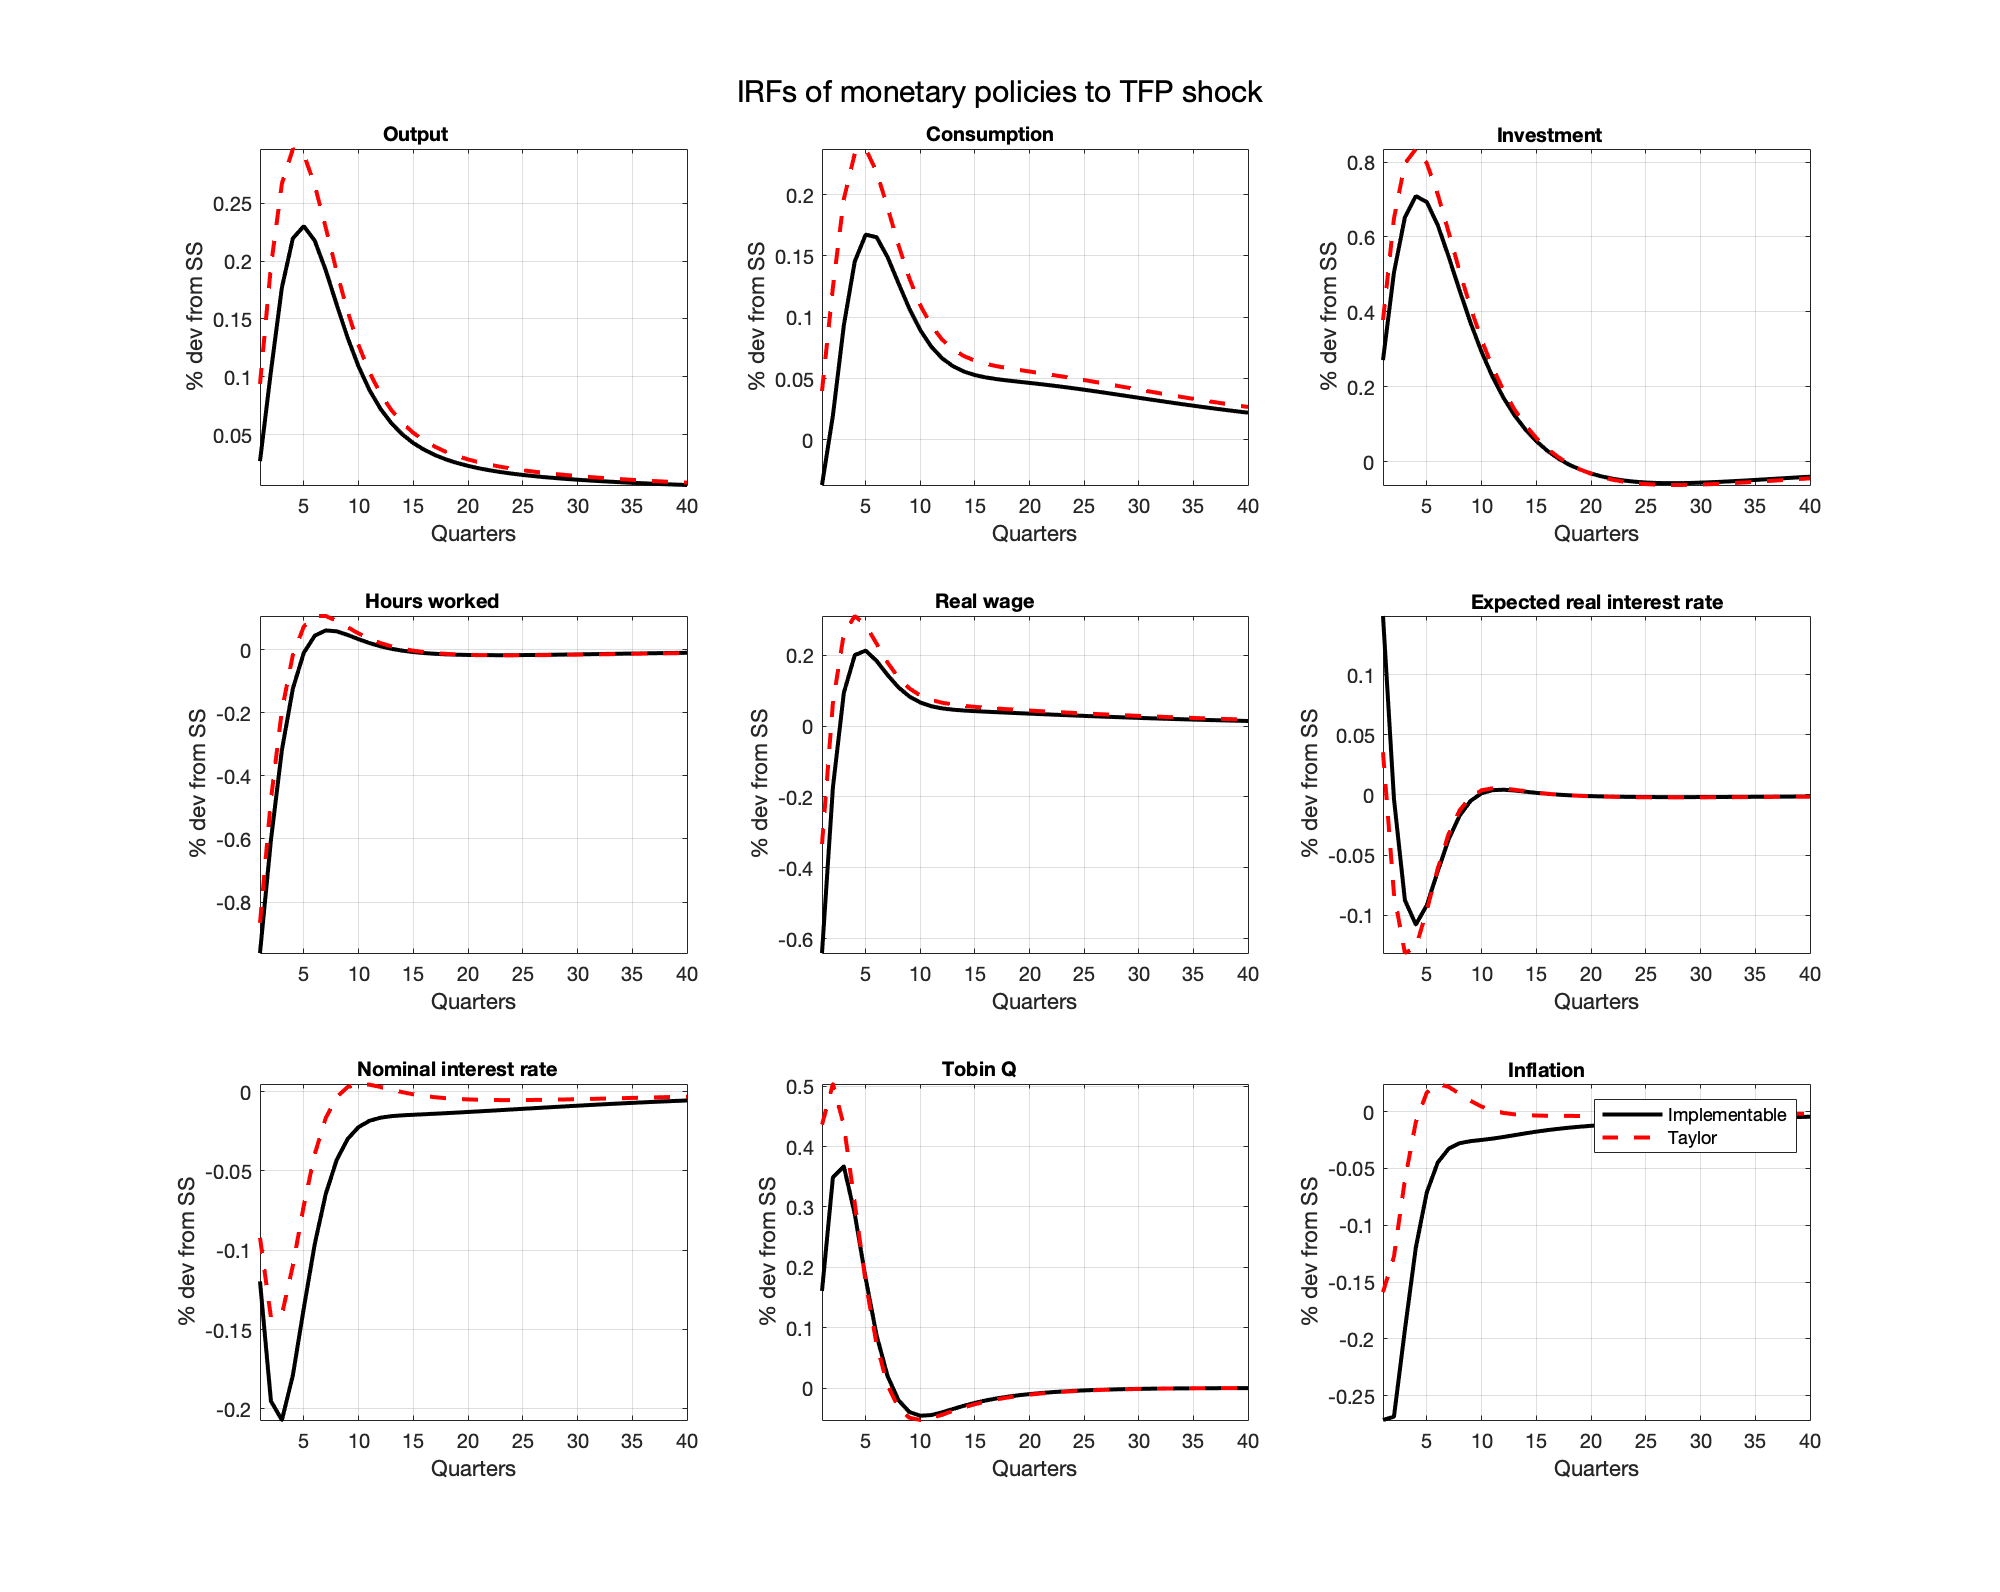 IRFs of monetary policies to TFP shock
Output
% dev from SS
0.25
0.2
0.15
0.1
0.05
5 10 15 20 25 30 35 40
Quarters
Consumption
% dev from SS
0.2
0.15
0.1
0.05
0
5 10 15 20 25 30 35 40
Quarters
Investment
% dev from SS
0.8
0.6
0.4
0.2
0
5 10 15 20 25 30 35 40
Quarters
Hours worked
% dev from SS
0
-0.2
-0.4
-0.6
-0.8
5 10 15 20 25 30 35 40
Quarters
Real wage
% dev from SS
0.2
0
-0.2
-0.4
-0.6
5 10 15 20 25 30 35 40
Quarters
Expected real interest rate
% dev from SS
0.1
0.05
0
-0.05
-0.1
5 10 15 20 25 30 35 40
Quarters
Nominal interest rate
% dev from SS
0
-0.05
-0.1
-0.15
-0.2
5 10 15 20 25 30 35 40
Quarters
Tobin Q
% dev from SS
0.5
0.4
0.3
0.2
0.1
0
5 10 15 20 25 30 35 40
Quarters
Inflation
% dev from SS
0
-0.05
-0.1
-0.15
-0.2
-0.25
Implementable
Taylor
5 10 15 20 25 30 35 40
Quarters